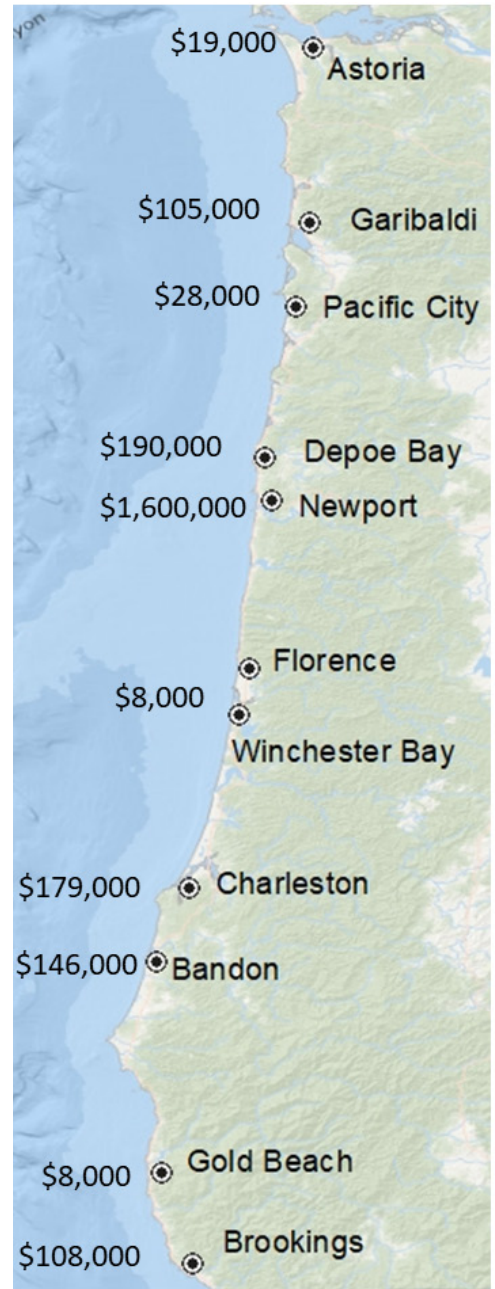 yon
$19,000
Astoria
$105,000
Garibaldi
$28,000
Pacific City
$190,000
Depoe Bay
$1,600,000
Newport
Florence
$8,000
Winchester Bay
$179,000
Charleston
$146,000
Bandon
$8,000
Gold Beach
$108,000
Brookings